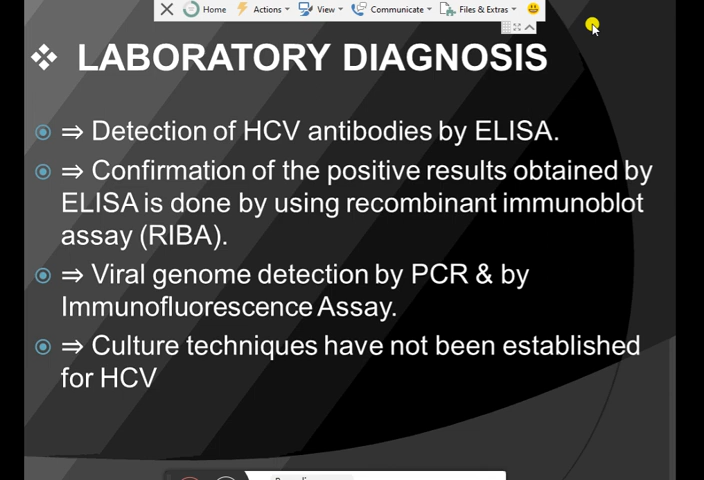 Home Actions View Communicate Files & Extras
❖ LABORATORY DIAGNOSIS
⇒ Detection of HCV antibodies by ELISA.
⇒ Confirmation of the positive results obtained by
ELISA is done by using recombinant immunoblot
assay (RIBA).
⇒ Viral genome detection by PCR & by
Immunofluorescence Assay.
⇒ Culture techniques have not been established
for HCV